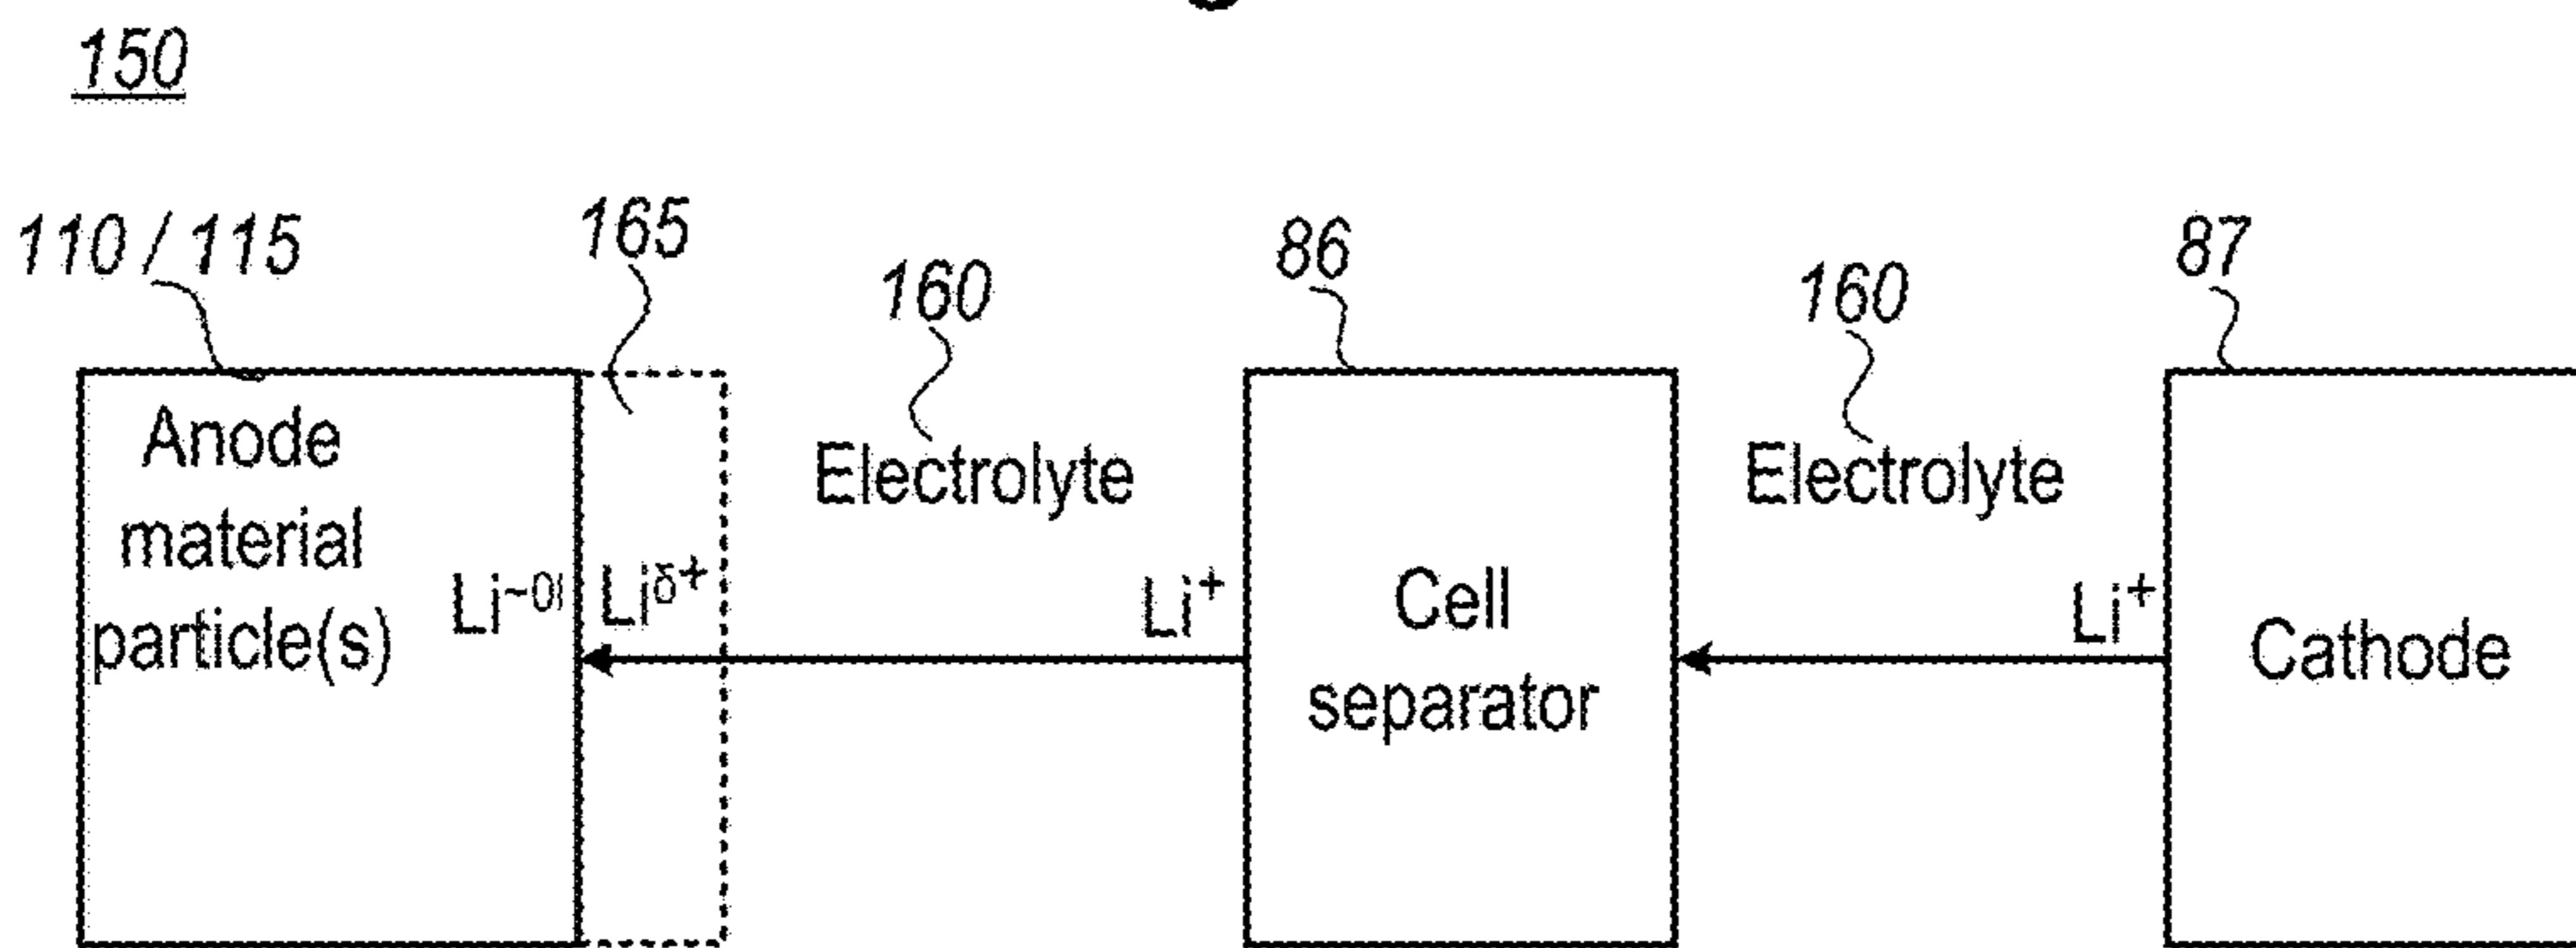 150
110 / 115
165
160
86
160
87
Anode
material
particle(s)
Li~0l
Liδ+
Electrolyte
Li+
Cell
separator
Electrolyte
Li+
Cathode